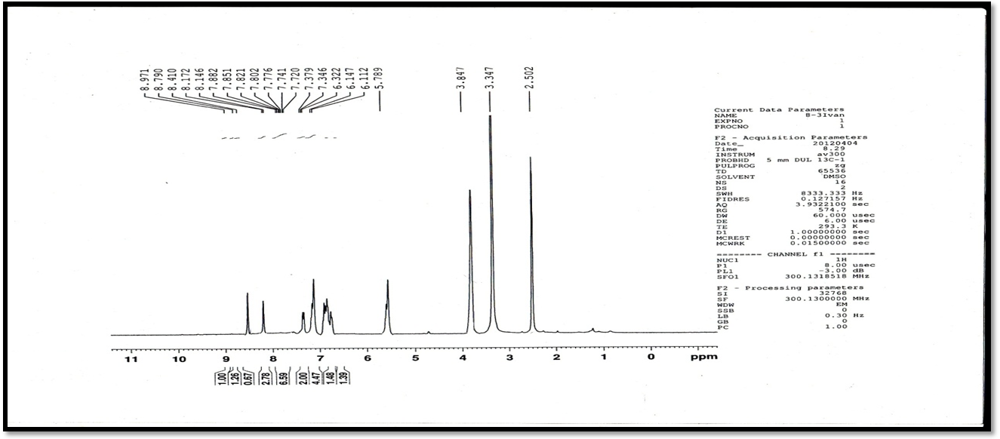 8.971
8.790
8.410
8.172
8.146
7.882
7.851
7.821
7.802
7.776
7.741
7.720
7.379
7.346
6.322
6.147
6.112
5.789
3.847
3.347
2.502
Current Data Parameters
NAME 8-3Ivan
EXPNO 1
PROCNO 1
F2 - Acquisition Parameters
Date_ 20120404
Time 8.29
INSTRUM av300
PROBHD 5 mm DUL 13C-1
PULPROG zg
TD 65536
SOLVENT DMSO
NS 16
DS 2
SWH 8333.333 Hz
FIDRES 0.127157 Hz
AQ 3.9322100 sec
RG 574.7
DW 60.000 usec
DE 6.00 usec
TE 293.3 K
D1 1.00000000 sec
MCREST 0.00000000 sec
MCWRK 0.01500000 sec
======== CHANNEL f1 ========
NUC1 1H
P1 8.00 usec
PL1 -3.00 dB
SFO1 300.1318518 MHz
F2 - Processing parameters
SI 32768
SF 300.1300000 MHz
WDW EM
SSB 0
LB 0.30 Hz
GB 0
PC 1.00
11 10 9 8 7 6 5 4 3 2 1 0 ppm
1.00
1.26
0.67
2.78
6.59
2.00
4.47
1.48
1.39